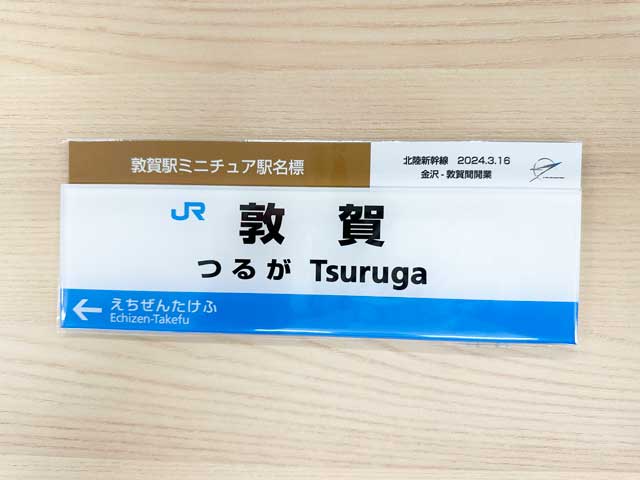 敦賀駅ミニチュア駅名標
北陸新幹線 2024.3.16
金沢-敦賀間開業
JR 敦賀
つるが Tsuruga
← えちぜんたけふ
Echizen-Takefu